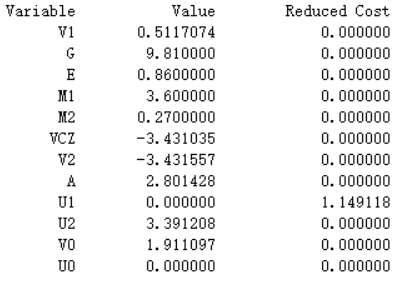 Variable Value Reduced Cost
V1 0.5117074 0.000000
G 9.810000 0.000000
E 0.8600000 0.000000
M1 3.600000 0.000000
M2 0.2700000 0.000000
VCZ -3.431035 0.000000
V2 -3.431557 0.000000
A 2.801428 0.000000
U1 0.000000 1.149118
U2 3.391208 0.000000
V0 1.911097 0.000000
U0 0.000000 0.000000